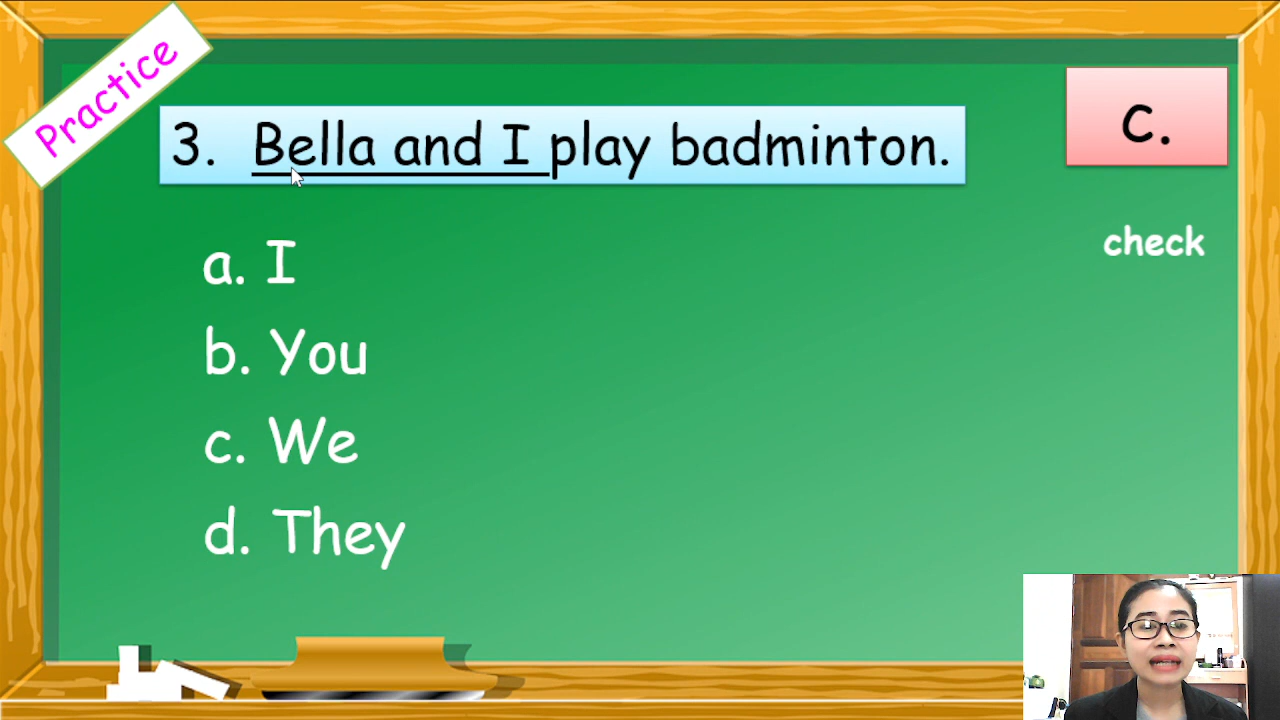 Practice
3. Bella and I play badminton.
c.
check
a. I
b. You
c. We
d. They